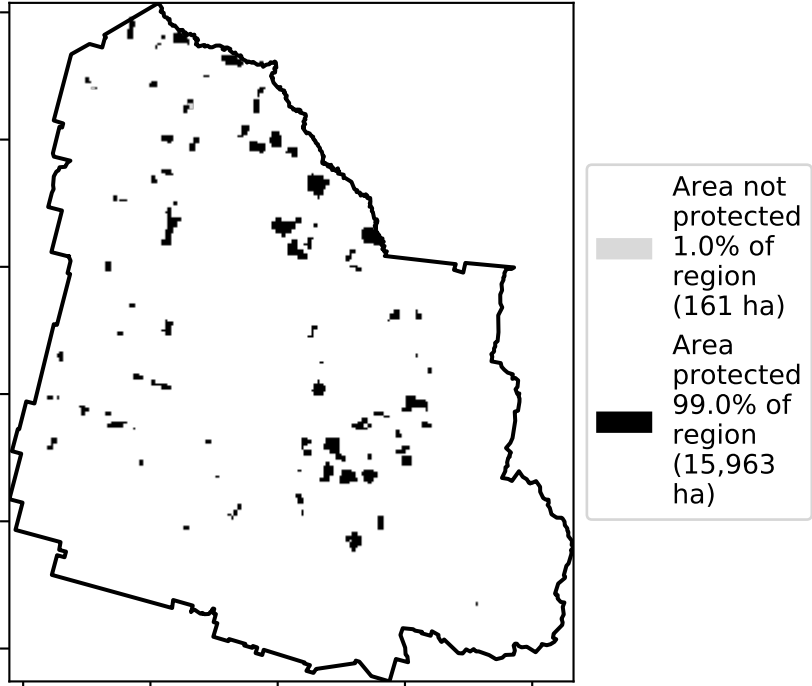 Area not
protected
1.0% of
region
(161 ha)
Area
protected
99.0% of
region
(15,963
ha)